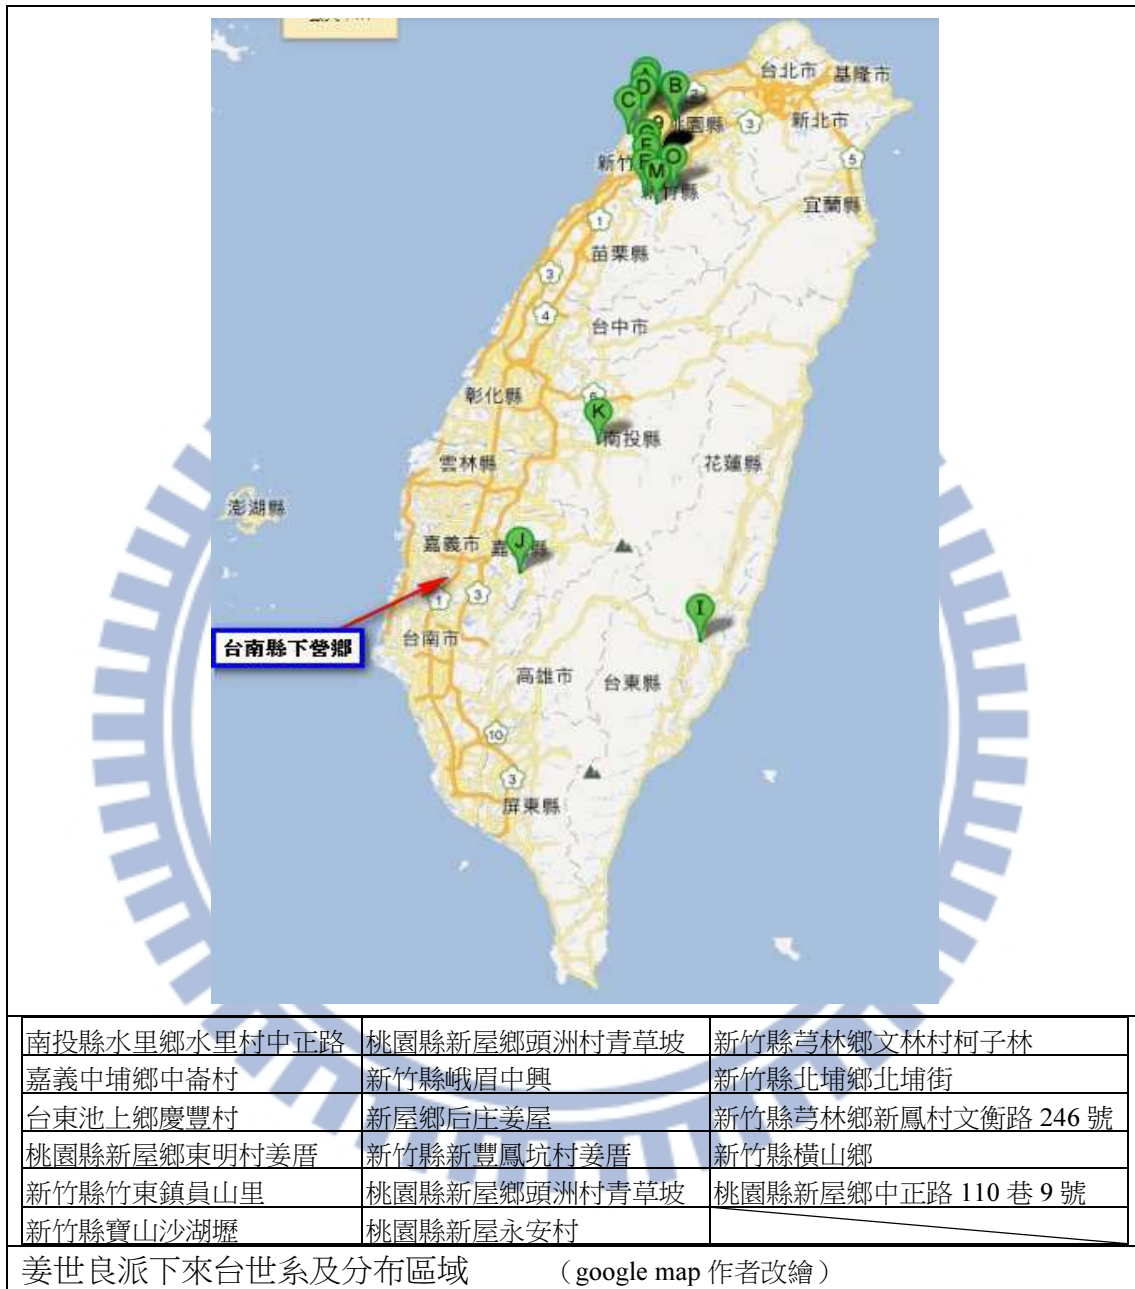 台北市
基隆市
A
D
B
C
桃園縣
3
新北市
E
新竹
F
O
M
新竹縣
5
宜蘭縣
1
苗栗縣
3
4
台中市
彰化縣
6
K
南投縣
雲林縣
花蓮縣
澎湖縣
嘉義市
J
1
3
I
台南縣下營鄉
台南市
高雄市
台東縣
10
3
屏東縣
南投縣水里鄉水里村中正路 桃園縣新屋鄉頭洲村青草坡 新竹縣芎林鄉文林村柯子林
嘉義中埔鄉中崙村 新竹縣峨眉中興 新竹縣北埔鄉北埔街
台東池上鄉慶豐村 新屋鄉后庄姜屋 新竹縣芎林鄉新鳳村文衡路 246 號
桃園縣新屋鄉東明村姜厝 新竹縣新豐鳳坑村姜厝 新竹縣橫山鄉
新竹縣竹東鎮員山里 桃園縣新屋鄉頭洲村青草坡 桃園縣新屋鄉中正路 110 巷 9 號
新竹縣寶山沙湖壢 桃園縣新屋永安村
姜世良派下來台世系及分布區域 （google map 作者改繪）